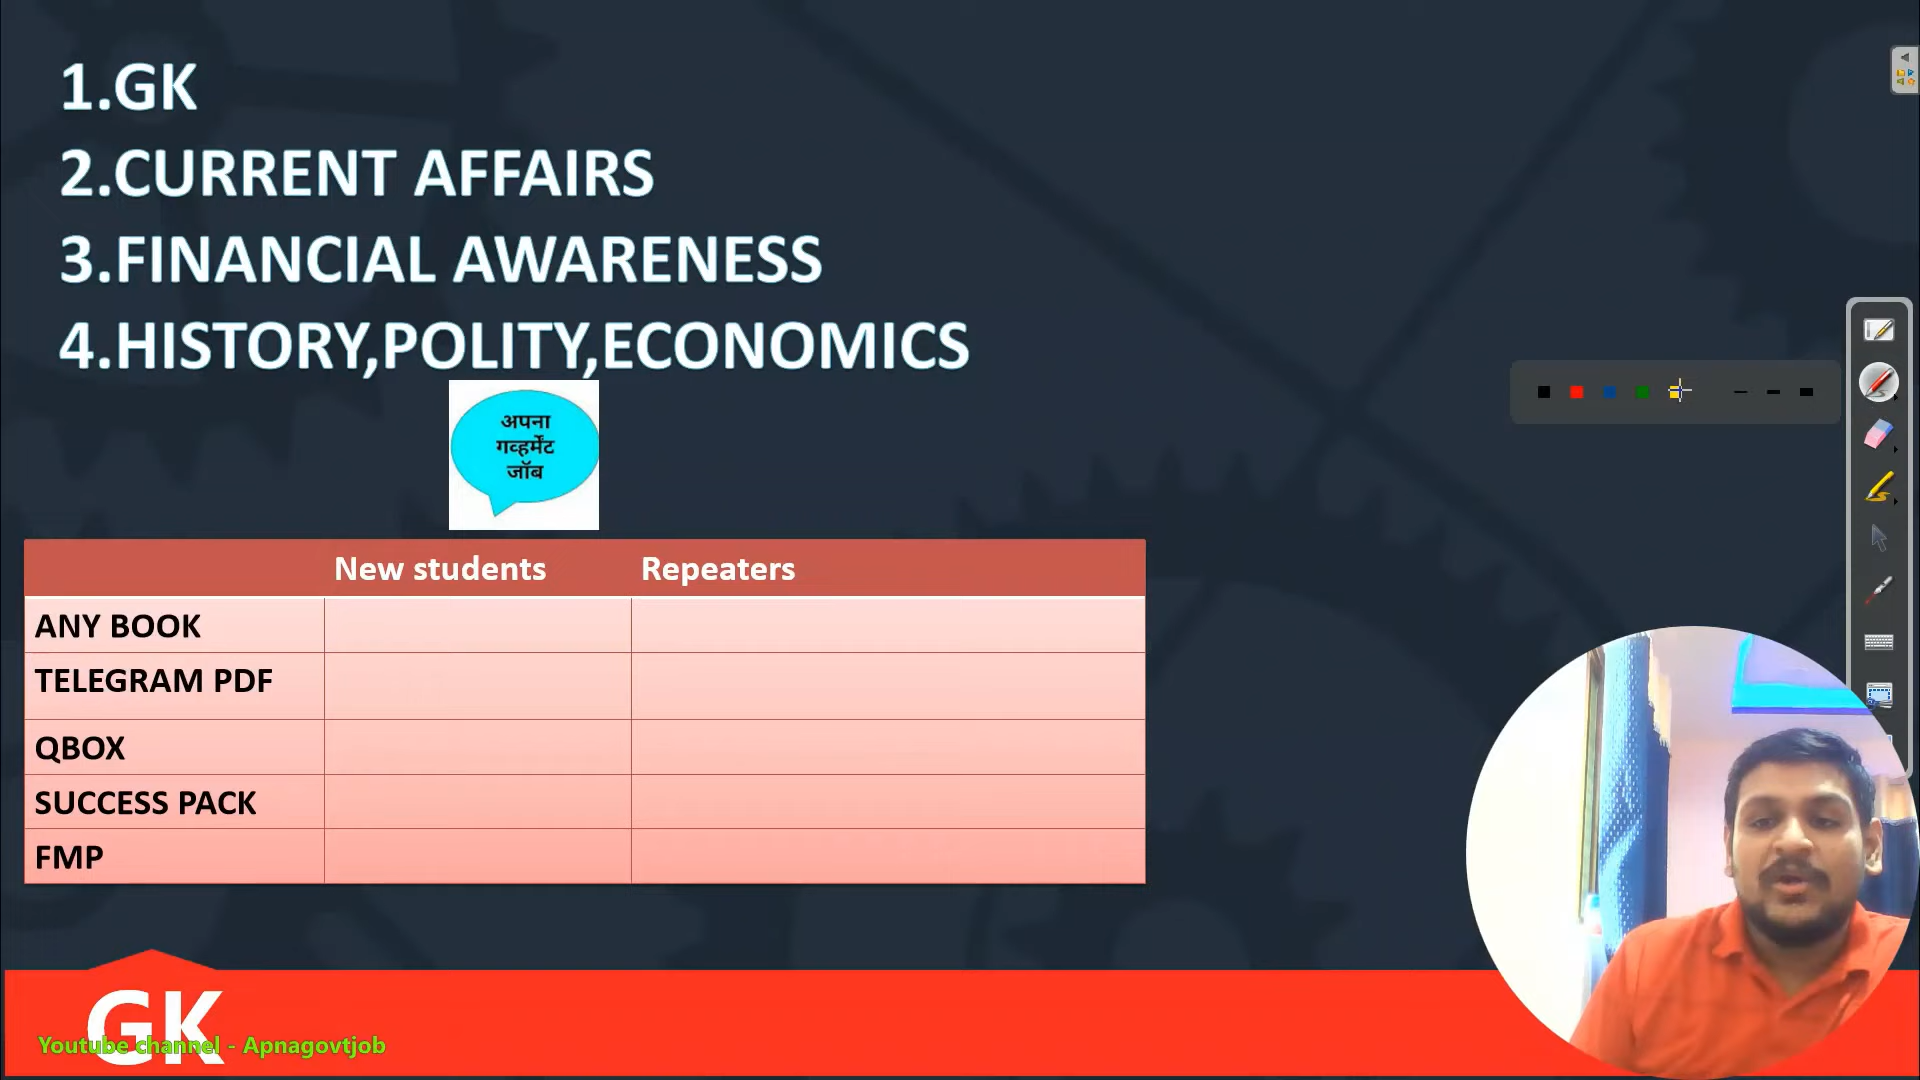 1.GK
2.CURRENT AFFAIRS
3.FINANCIAL AWARENESS
4.HISTORY,POLITY,ECONOMICS
अपना
गव्हर्मेंट
जॉब
New students Repeaters
ANY BOOK
TELEGRAM PDF
QBOX
SUCCESS PACK
FMP
GK
Youtube channel - Apnagovtjob